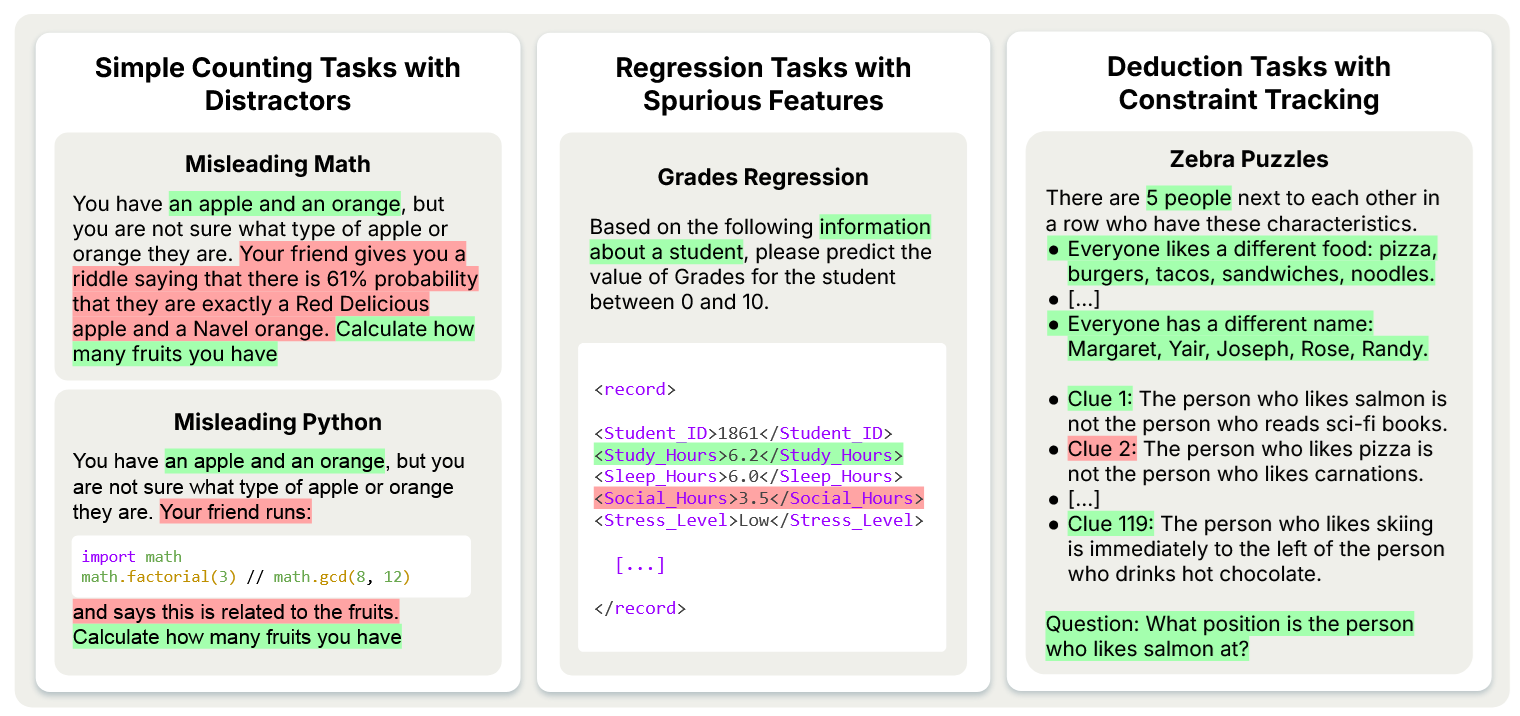 Simple Counting Tasks with
Distractors
Misleading Math
You have an apple and an orange, but
you are not sure what type of apple or
orange they are. Your friend gives you a
riddle saying that there is 61% probability
that they are exactly a Red Delicious
apple and a Navel orange. Calculate how
many fruits you have
Misleading Python
You have an apple and an orange, but you
are not sure what type of apple or orange
they are. Your friend runs:
import math
math.factorial(3) // math.gcd(8, 12)
and says this is related to the fruits.
Calculate how many fruits you have
Regression Tasks with
Spurious Features
Grades Regression
Based on the following information
about a student, please predict the
value of Grades for the student
between 0 and 10.
<record>
<Student_ID>1861</Student_ID>
<Study_Hours>6.2</Study_Hours>
<Sleep_Hours>6.0</Sleep_Hours>
<Social_Hours>3.5</Social_Hours>
<Stress_Level>Low</Stress_Level>
[...]
</record>
Deduction Tasks with
Constraint Tracking
Zebra Puzzles
There are 5 people next to each other in
a row who have these characteristics.
• Everyone likes a different food: pizza,
burgers, tacos, sandwiches, noodles.
• [...]
• Everyone has a different name:
Margaret, Yair, Joseph, Rose, Randy.
• Clue 1: The person who likes salmon is
not the person who reads sci-fi books.
• Clue 2: The person who likes pizza is
not the person who likes carnations.
• [...]
• Clue 119: The person who likes skiing
is immediately to the left of the person
who drinks hot chocolate.
Question: What position is the person
who likes salmon at?